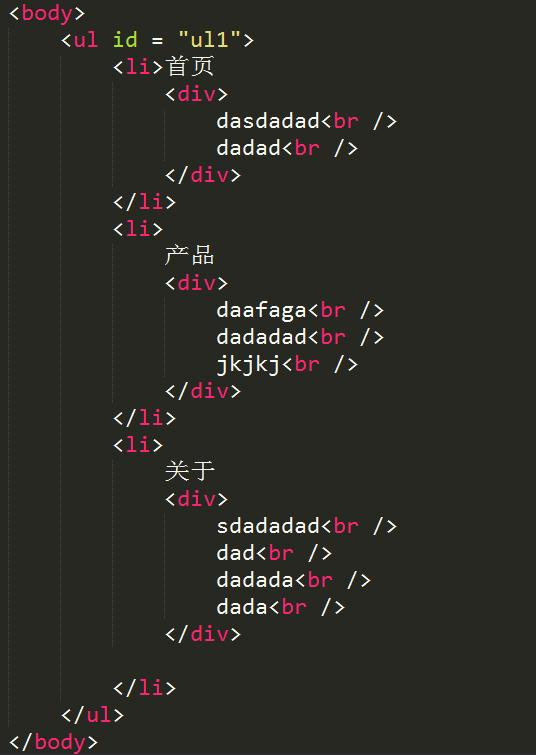 <body>
<ul id = "ul1">
<li>首页
<div>
dasdadad<br />
dadad<br />
</div>
</li>
<li>
产品
<div>
daafaga<br />
dadadad<br />
jkjkj<br />
</div>
</li>
<li>
关于
<div>
sdadadad<br />
dad<br />
dadada<br />
dada<br />
</div>
</li>
</ul>
</body>